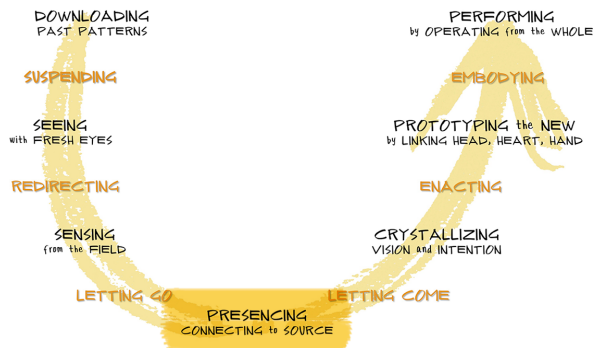 DOWNLOADING
PAST PATTERNS
SUSPENDING
SEEING
with FRESH EYES
REDIRECTING
SENSING
from the FIELD
LETTING GO
PRESENCING
CONNECTING to SOURCE
LETTING COME
CRYSTALLIZING
VISION and INTENTION
ENACTING
PROTOTYPING the NEW
by LINKING HEAD, HEART, HAND
EMBODYING
PERFORMING
by OPERATING from the WHOLE